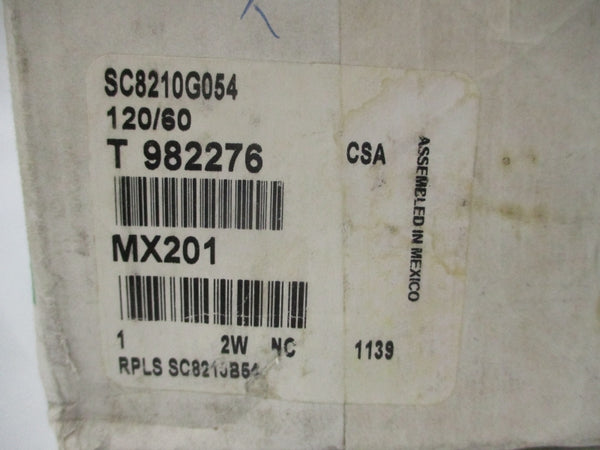 SC8210G054
120/60
T 982276 CSA
MX201
1 2W NC 1139
RPLS SC8210B54
ASSEMBLED IN MEXICO